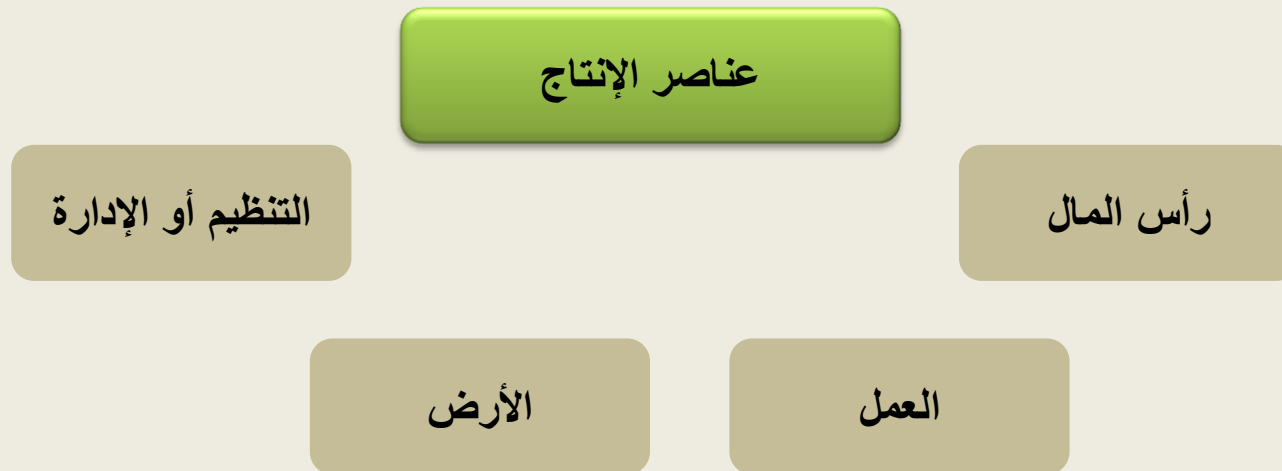 عناصر الإنتاج
رأس المال
التنظيم أو الإدارة
العمل
الأرض